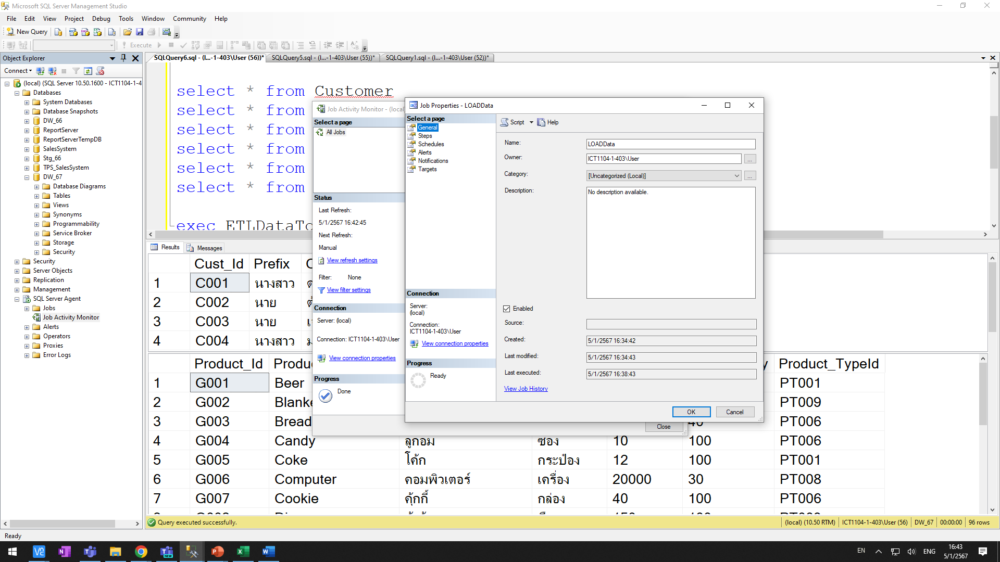 Microsoft SQL Server Management Studio
File Edit View Project Debug Tools Window Community Help
New Query
Execute
Object Explorer
Connect
(local) (SQL Server 10.50.1600 - ICT1104-1-4
Databases
System Databases
Database Snapshots
DW_66
ReportServer
ReportServerTempDB
SalesSystem
Stg_66
TPS_SalesSystem
DW_67
Database Diagrams
Tables
Views
Synonyms
Programmability
Service Broker
Storage
Security
Security
Server Objects
Replication
Management
SQL Server Agent
Jobs
Job Activity Monitor
Alerts
Operators
Proxies
Error Logs
SQLQuery6.sql - (l...-1-403\User (56))* SQLQuery5.sql - (l...-1-403\User (55))* SQLQuery1.sql - (l...-1-403\User (52))*
select * from Customer
select * from
select * from
select * from
select * from
select * from
exec ETLDataTo
Results Messages
Cust_Id Prefix
1 C001 นางสาว
2 C002 นาย
3 C003 นาย
4 C004 นางสาว
Product_Id Produ Product_TypeId
1 G001 Beer PT001
2 G002 Blanke PT009
3 G003 Bread 40 PT006
4 G004 Candy ลูกอม ซอง 10 100 PT006
5 G005 Coke โค้ก กระป๋อง 12 100 PT001
6 G006 Computer คอมพิวเตอร์ เครื่อง 20000 30 PT008
7 G007 Cookie คุ้กกี้ กล่อง 40 100 PT006
Job Activity Monitor - (local
Select a page
All Jobs
Status
Last Refresh:
5/1/2567 16:42:45
Next Refresh:
Manual
View refresh settings
Filter: None
View filter settings
Connection
Server: (local)
Connection: ICT1104-1-403\User
View connection properties
Progress
Done
Close
Job Properties - LOADData
Select a page
General
Steps
Schedules
Alerts
Notifications
Targets
Connection
Server:
(local)
Connection:
ICT1104-1-403\User
View connection properties
Progress
Ready
Script Help
Name: LOADData
Owner: ICT1104-1-403\User ...
Category: [Uncategorized (Local)] ...
Description: No description available.
Enabled
Source:
Created: 5/1/2567 16:34:42
Last modified: 5/1/2567 16:34:43
Last executed: 5/1/2567 16:38:43
View Job History
OK Cancel
Query executed successfully. (local) (10.50 RTM) ICT1104-1-403\User (56) DW_67 00:00:00 96 rows
Ready
EN ENG 16:43
5/1/2567